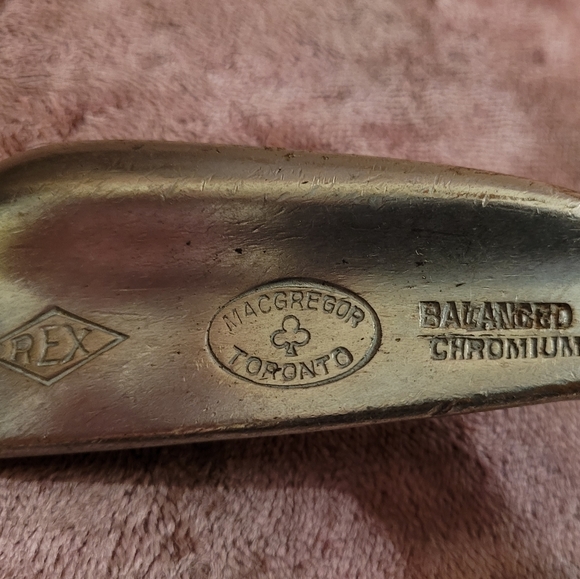 REX
MACGREGOR
TORONTO
BALANCED
CHROMIUM